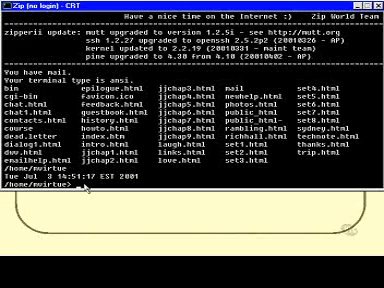 Zip [no login] - CRT
Have a nice time on the Internet :) Zip World Team
zipperii update: mutt upgraded to version 1.2.5i - see http://mutt.org
ssh 1.2.27 upgraded to openssh 2.5.2p2 (20010326 - AP)
kernel updated to 2.2.19 (20010331 - maint team)
pine upgraded to 4.30 from 4.10 (20010402 - AP)
You have mail.
Your terminal type is ansi.
bin epilogue.html jjchap3.html mail set4.html
cgi-bin favicon.ico jjchap4.html newhelp.html set5.html
chat.html feedback.html jjchap5.html photos.html set6.html
chat1.html guestbook.html jjchap6.html public_html set7.html
contacts.html history.html jjchap7.html public_html~ set8.html
course howto.html jjchap8.html rambling.html sydney.html
dead.letter index.htm jjchap9.html richhall.html technote.html
dialog1.html intro.html laugh.html set1.html thanks.html
duv.html jjchap1.html links.html set2.html trip.html
emailhelp.html jjchap2.html love.html set3.html
/home/mvirtue
Tue Jul 3 14:51:17 EST 2001
/home/mvirtue> _